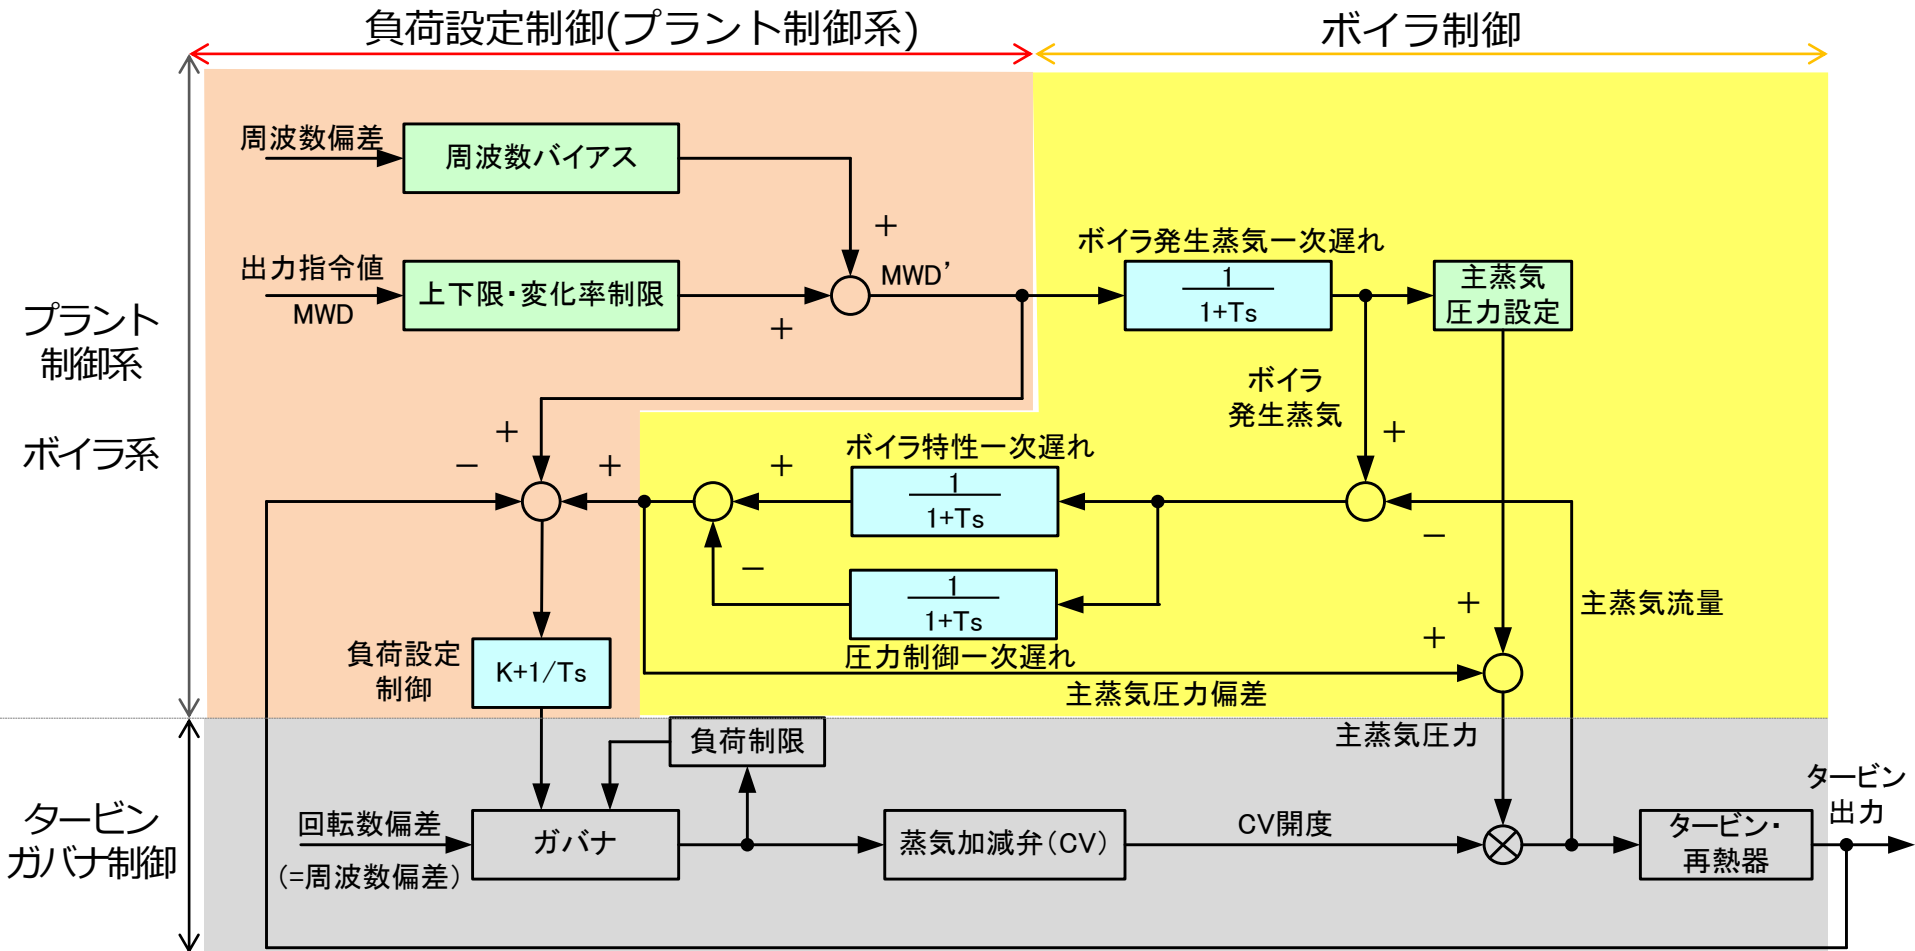 負荷設定制御(プラント制御系)
ボイラ制御
周波数偏差
周波数バイアス
+
出力指令値
MWD
上下限・変化率制限
+
MWD'
ボイラ発生蒸気一次遅れ
1
1+Ts
主蒸気
圧力設定
プラント
制御系
ボイラ系
ボイラ
発生蒸気
+
+
−
+
ボイラ特性一次遅れ
+
1
1+Ts
−
−
1
1+Ts
圧力制御一次遅れ
+
+
主蒸気流量
負荷設定
制御
K+1/Ts
主蒸気圧力偏差
負荷制限
主蒸気圧力
タービン
ガバナ制御
回転数偏差
(=周波数偏差)
ガバナ
蒸気加減弁(CV)
CV開度
タービン・
再熱器
タービン
出力